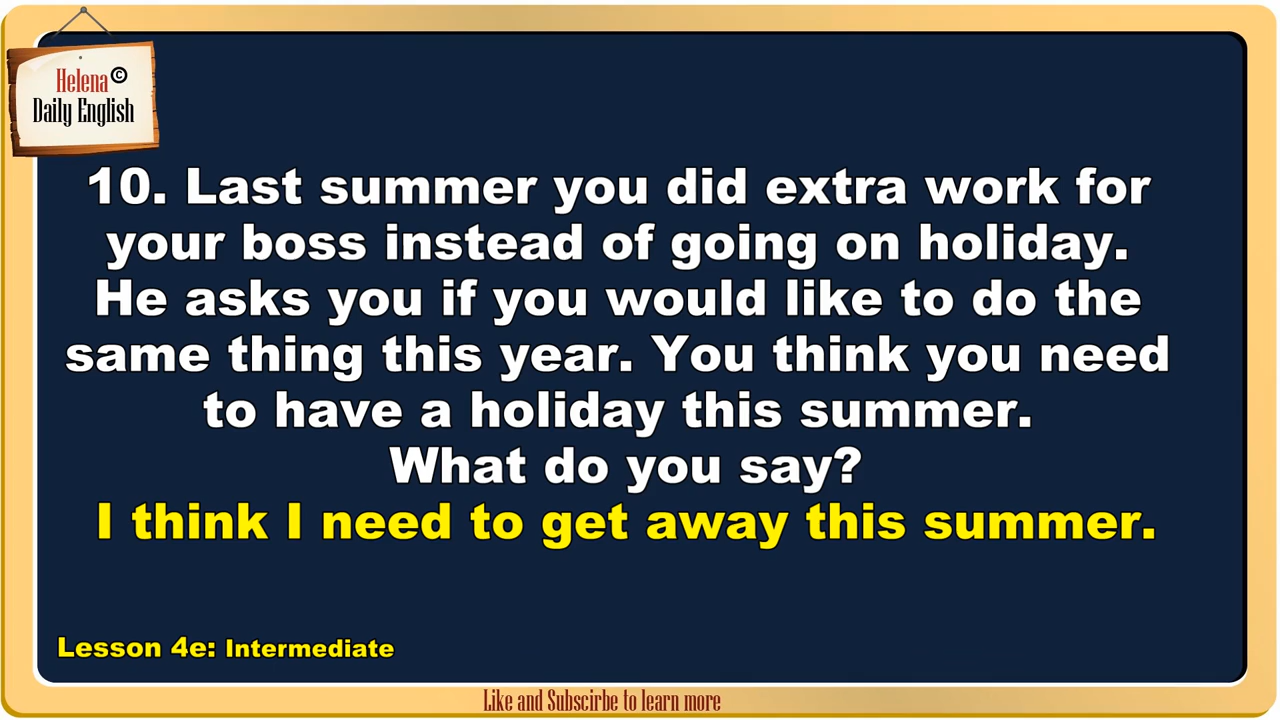 Helena©
Daily English
10. Last summer you did extra work for
your boss instead of going on holiday.
He asks you if you would like to do the
same thing this year. You think you need
to have a holiday this summer.
What do you say?
I think I need to get away this summer.
Lesson 4e: Intermediate
Like and Subscirbe to learn more